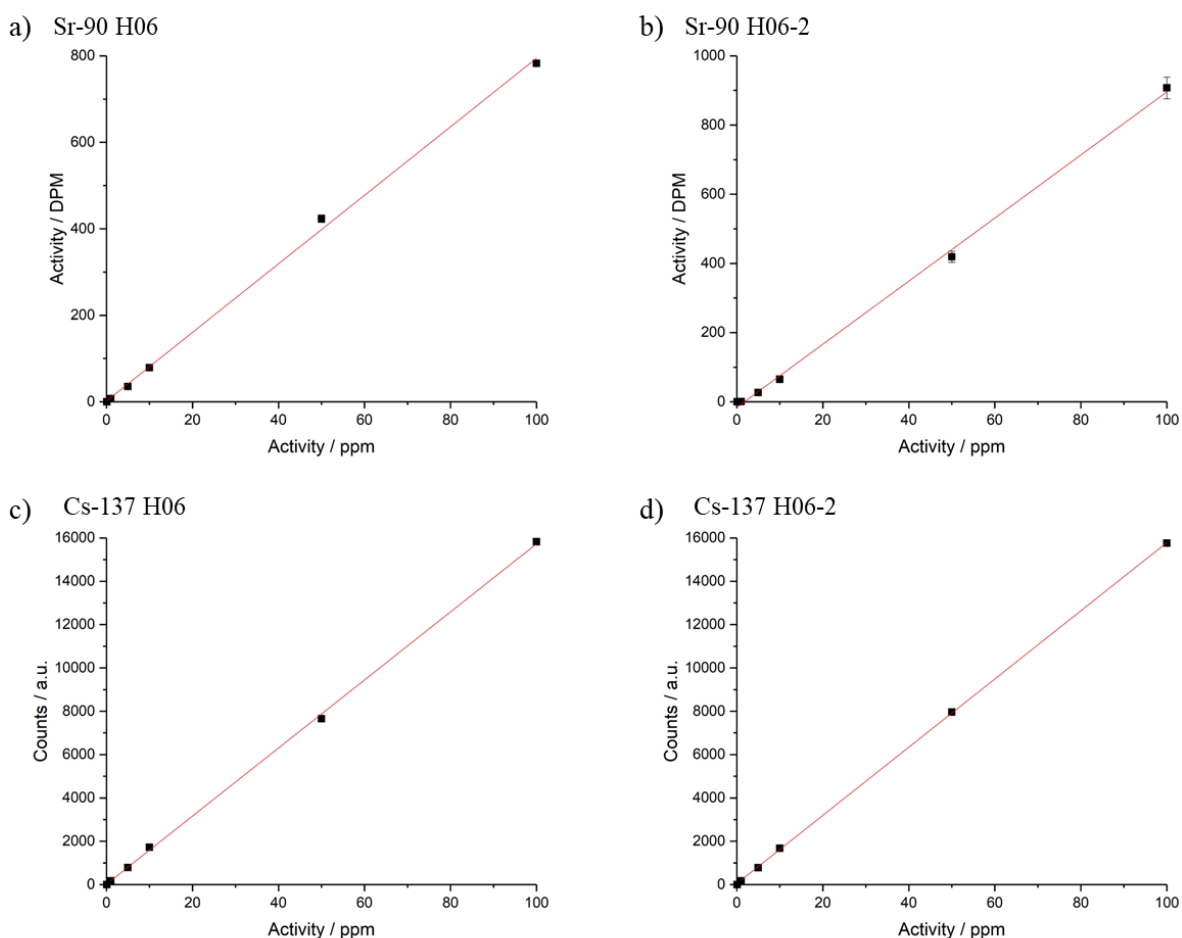 a) Sr-90 H06
800
600
400
200
0
0 20 40 60 80 100
Activity / DPM
Activity / ppm
b) Sr-90 H06-2
1000
800
600
400
200
0
0 20 40 60 80 100
Activity / DPM
Activity / ppm
c) Cs-137 H06
16000
14000
12000
10000
8000
6000
4000
2000
0
0 20 40 60 80 100
Counts / a.u.
Activity / ppm
d) Cs-137 H06-2
16000
14000
12000
10000
8000
6000
4000
2000
0
0 20 40 60 80 100
Counts / a.u.
Activity / ppm